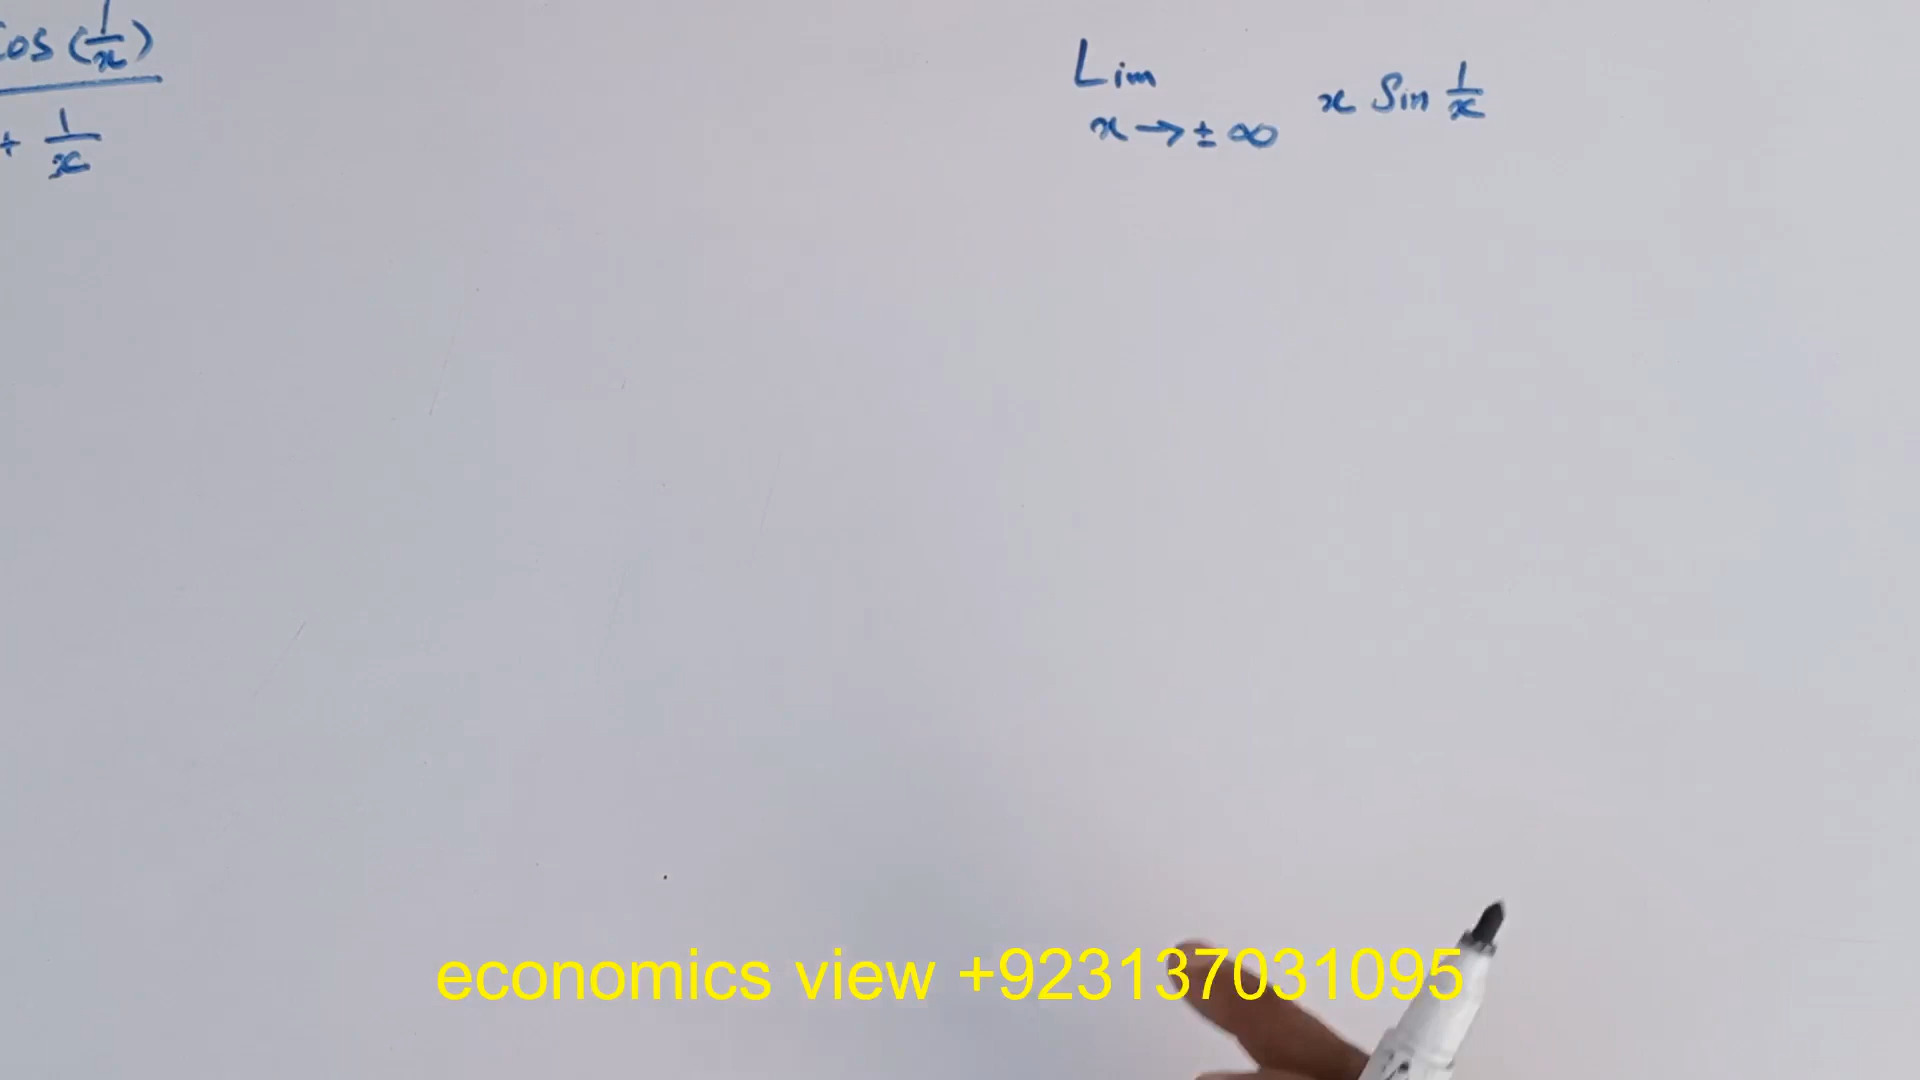 Cos (1/x)
+ 1/x
Lim x→±∞ x Sin 1/x
economics view +923137031095